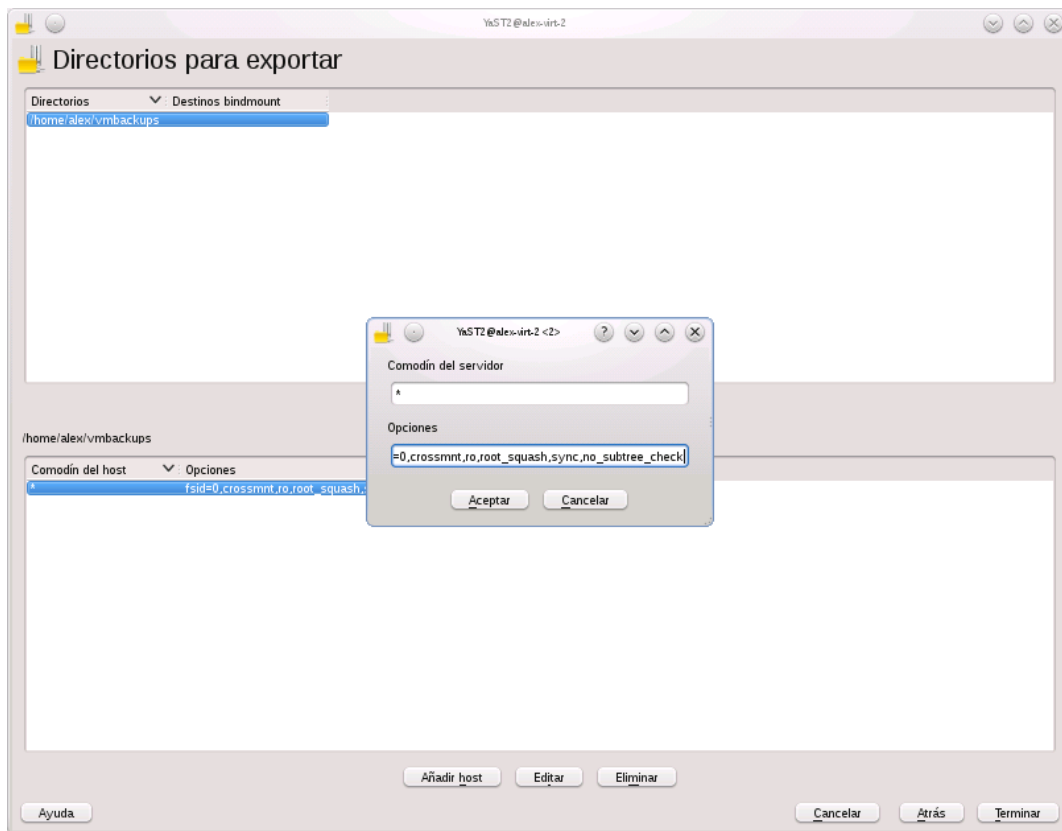 YaST2@alex-virt-2
Directorios para exportar
Directorios Destinos bindmount
/home/alex/vmbackups
YaST2@alex-virt-2 <2>
Comodín del servidor
*
Opciones
=0,crossmnt,ro,root_squash,sync,no_subtree_check
Aceptar Cancelar
/home/alex/vmbackups
Comodín del host Opciones
* fsid=0,crossmnt,ro,root_squash,
Añadir host Editar Eliminar
Ayuda Cancelar Atrás Terminar